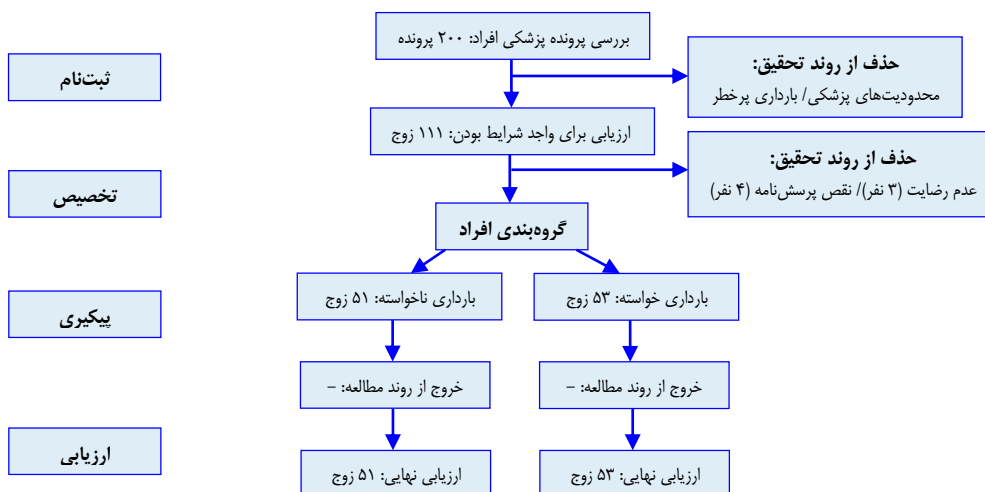 بررسی پرونده پزشکی افراد: ۲۰۰ پرونده
ثبت‌نام
حذف از روند تحقیق:
محدودیت‌های پزشکی/ بارداری پرخطر
ارزیابی برای واجد شرایط بودن: ۱۱۱ زوج
حذف از روند تحقیق:
عدم رضایت (۳ نفر)/ نقص پرسش‌نامه (۴ نفر)
تخصیص
گروه‌بندی افراد
بارداری خواسته: ۵۳ زوج
بارداری ناخواسته: ۵۱ زوج
پیکیری
خروج از روند مطالعه: –
خروج از روند مطالعه: –
ارزیابی نهایی: ۵۳ زوج
ارزیابی نهایی: ۵۱ زوج
ارزیابی